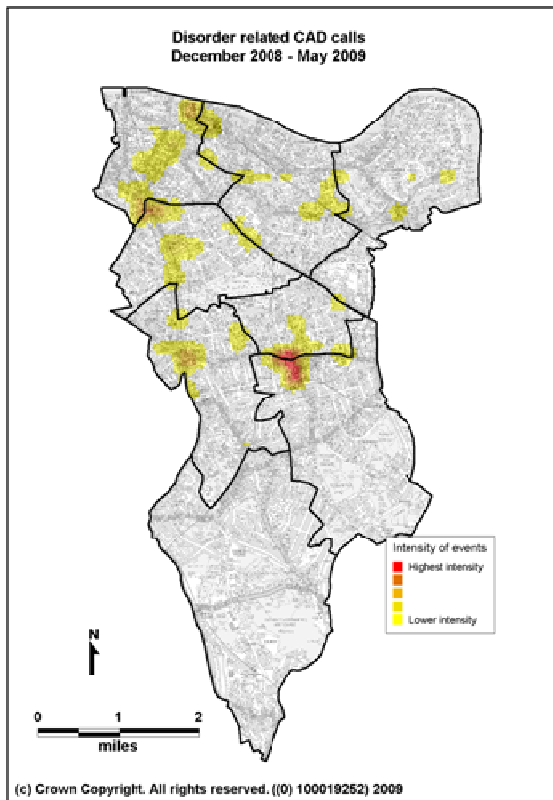 Disorder related CAD calls
December 2008 - May 2009
Intensity of events
Highest intensity
Lower intensity
N
0 1 2
miles
(c) Crown Copyright. All rights reserved. ((0) 100019252) 2009